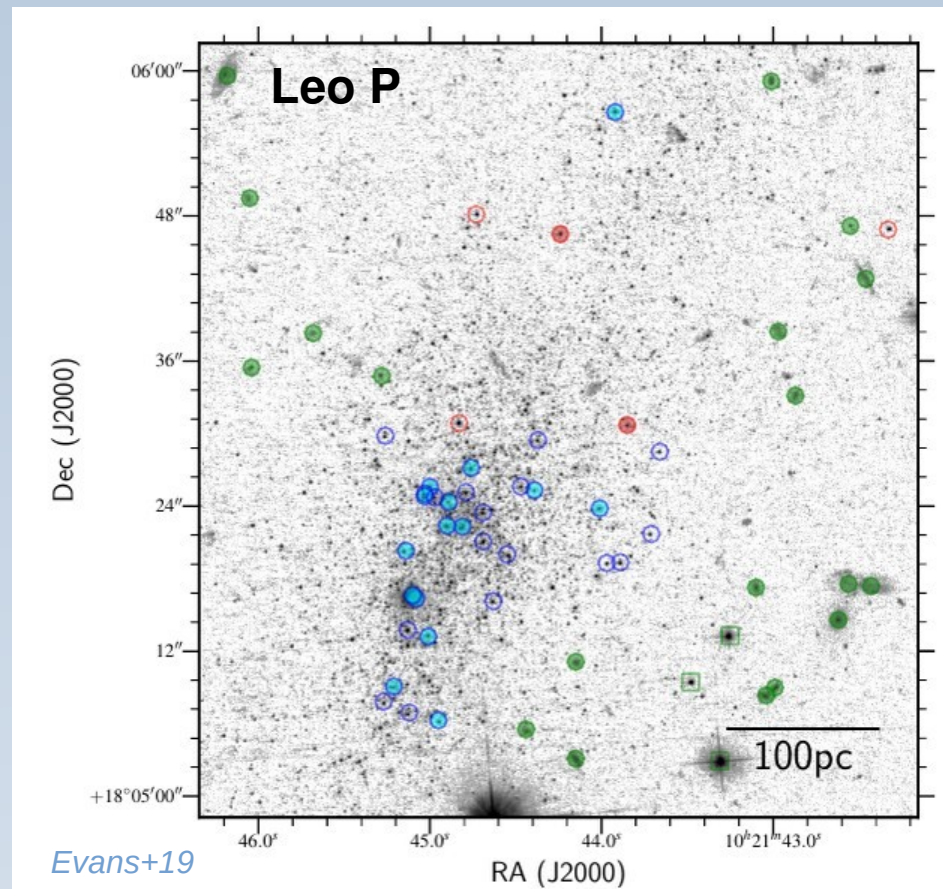 Leo P
06′00″
48″
36″
24″
12″
+18°05′00″
Dec (J2000)
100pc
46.0ˢ
45.0ˢ
44.0ˢ
10ʰ21ᵐ43.0ˢ
RA (J2000)
Evans+19